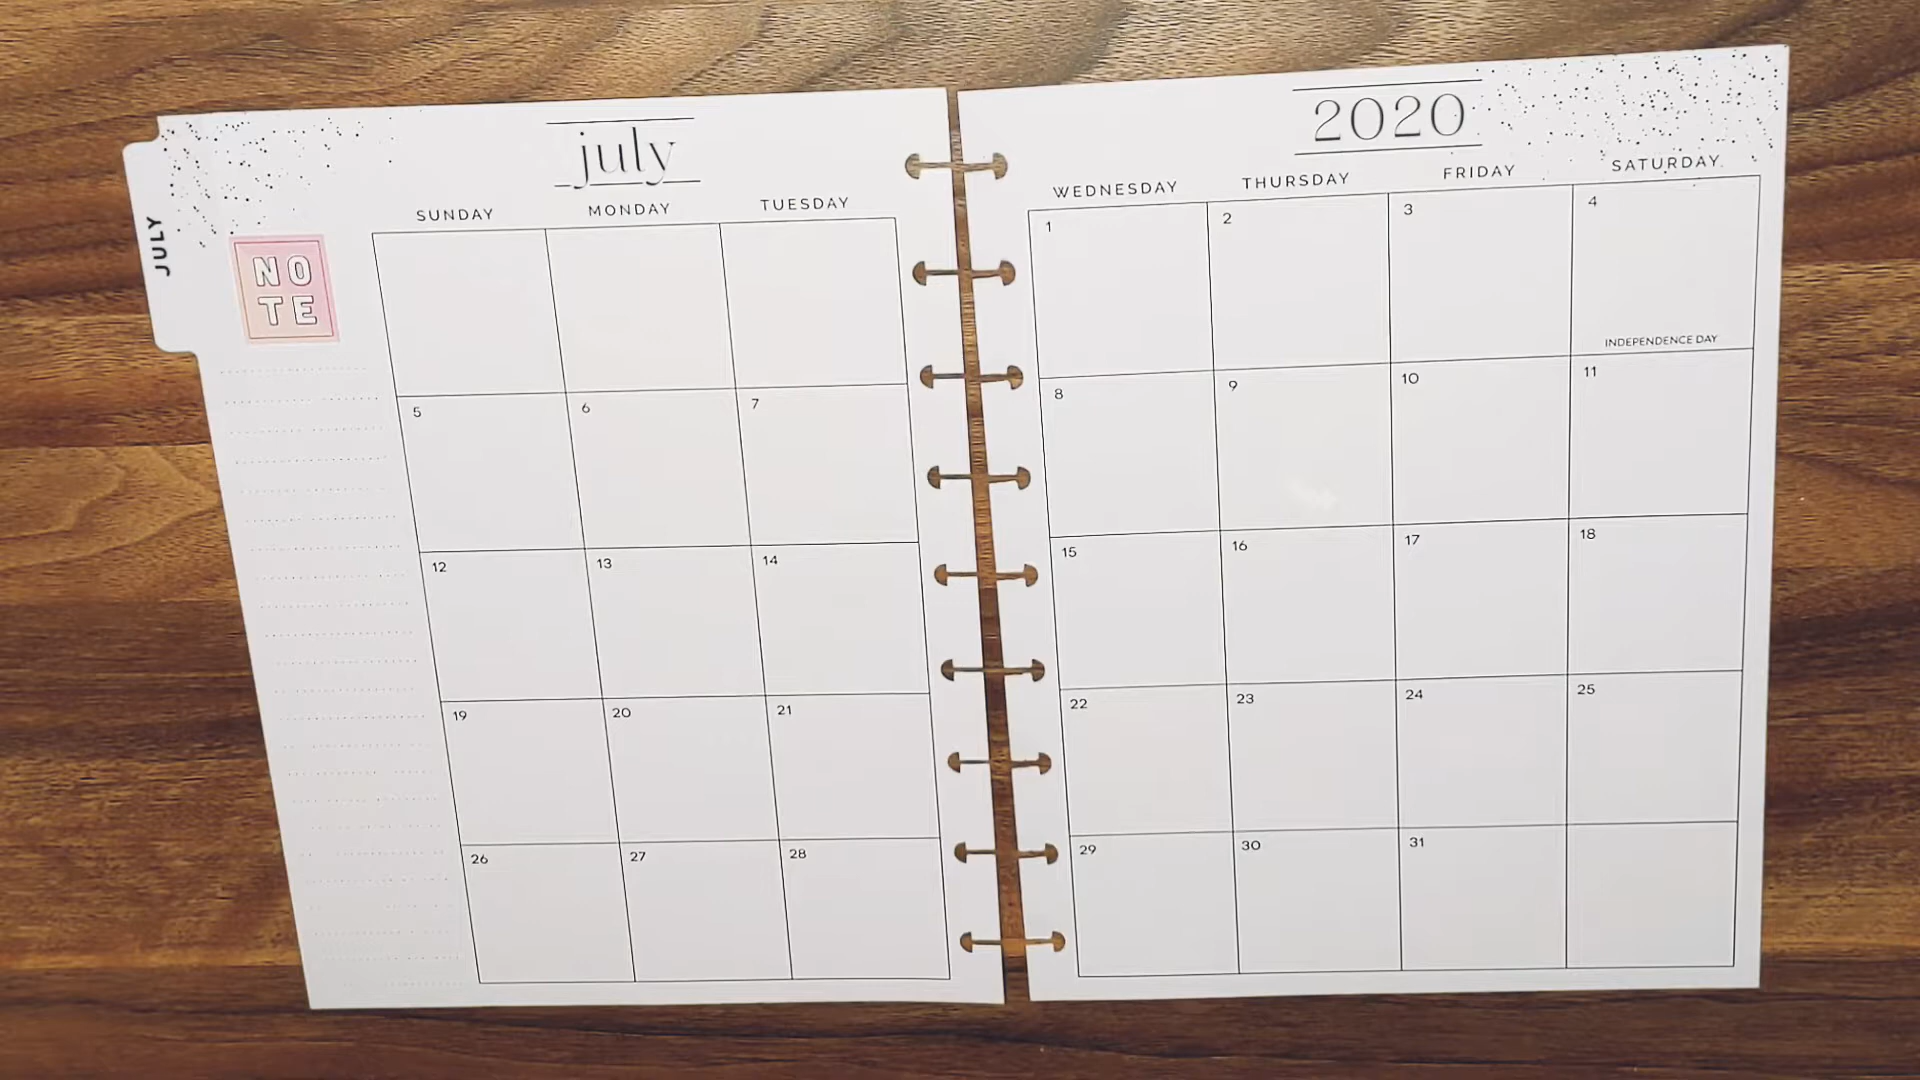 july
2020
JULY
NO
TE
SUNDAY MONDAY TUESDAY WEDNESDAY THURSDAY FRIDAY SATURDAY
1 2 3 4
INDEPENDENCE DAY
5 6 7 8 9 10 11
12 13 14 15 16 17 18
19 20 21 22 23 24 25
26 27 28 29 30 31